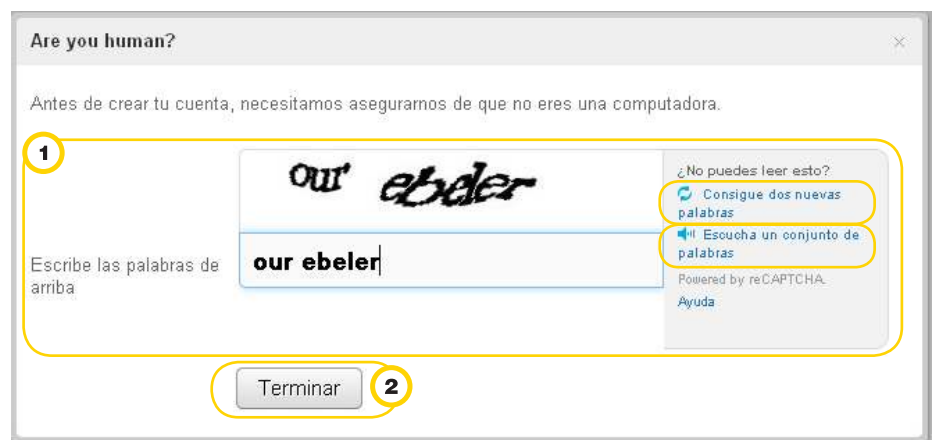 Are you human?
Antes de crear tu cuenta, necesitamos asegurarnos de que no eres una computadora.
1
our ebeler
Escribe las palabras de
arriba
our ebeler
¿No puedes leer esto?
Consigue dos nuevas
palabras
Escucha un conjunto de
palabras
Powered by reCAPTCHA.
Ayuda
Terminar
2